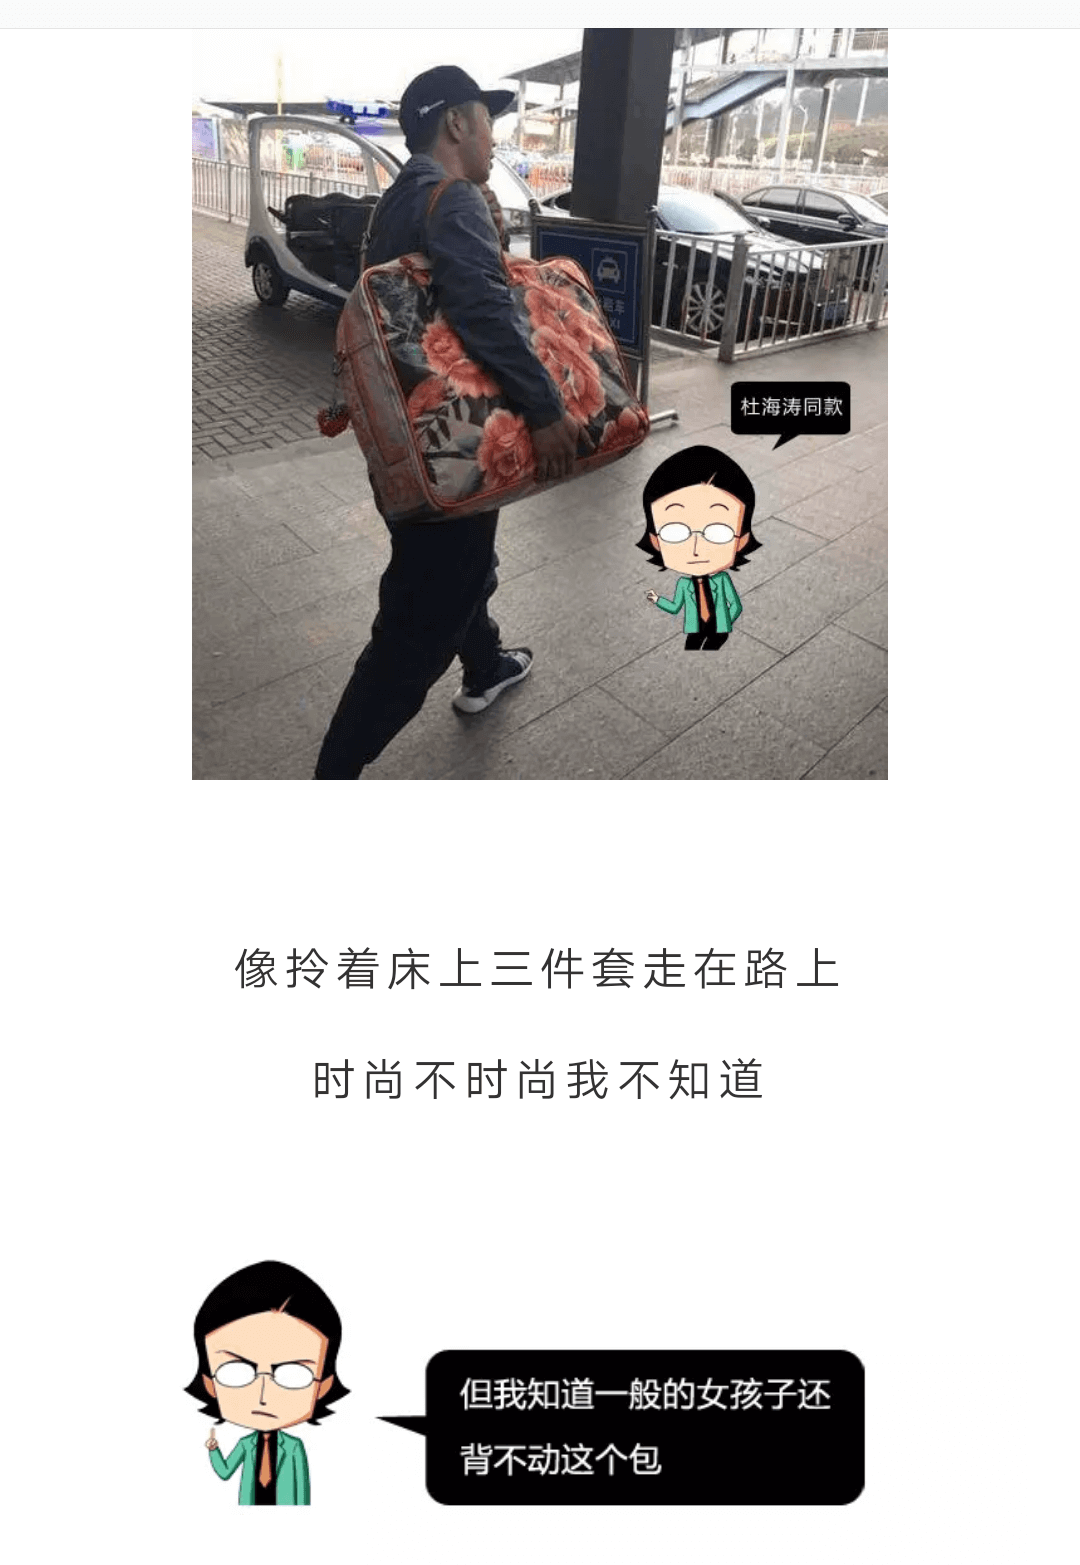 杜海涛同款
像拎着床上三件套走在路上
时尚不时尚我不知道
但我知道一般的女孩子还
背不动这个包